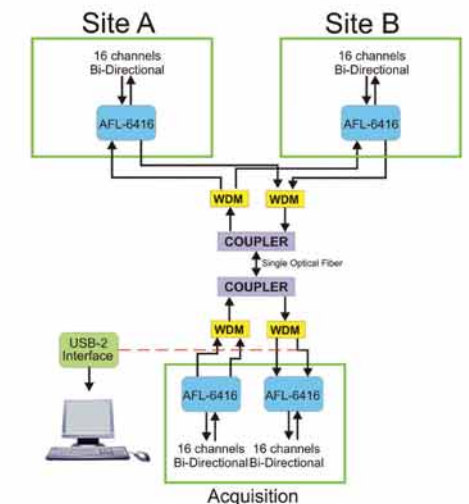 Site A
Site B
16 channels
Bi-Directional
16 channels
Bi-Directional
AFL-6416
AFL-6416
WDM
WDM
COUPLER
Single Optical Fiber
COUPLER
WDM
WDM
USB-2
Interface
AFL-6416
AFL-6416
16 channels
Bi-Directional
16 channels
Bi-Directional
Acquisition